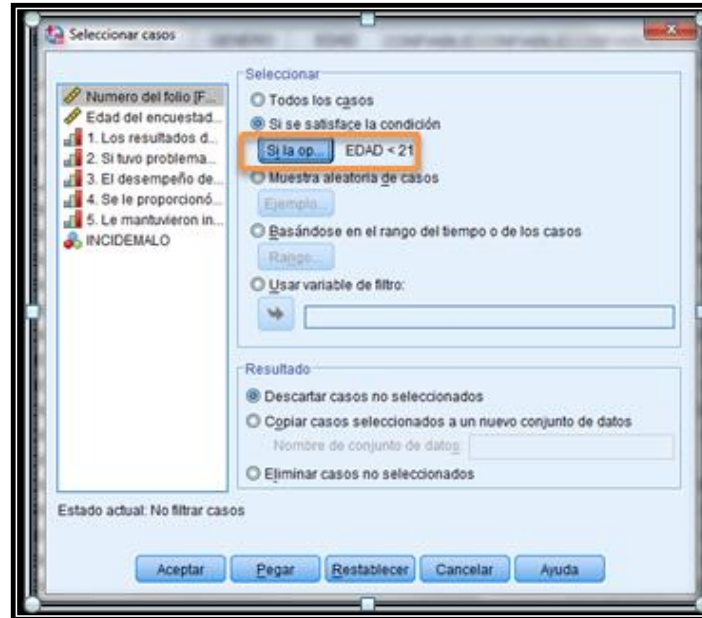 Seleccionar casos
Numero del folio [F...
Edad del encuestad...
1. Los resultados d...
2. Si tuvo problema...
3. El desempeño de...
4. Se le proporcionó...
5. Le mantuvieron in...
INCIDEMALO
Seleccionar
Todos los casos
Si se satisface la condición
Si la op... EDAD < 21
Muestra aleatoria de casos
Ejemplo...
Basándose en el rango del tiempo o de los casos
Rango...
Usar variable de filtro:
Resultado
Descartar casos no seleccionados
Copiar casos seleccionados a un nuevo conjunto de datos
Nombre de conjunto de datos:
Eliminar casos no seleccionados
Estado actual: No filtrar casos
Aceptar Pegar Restablecer Cancelar Ayuda